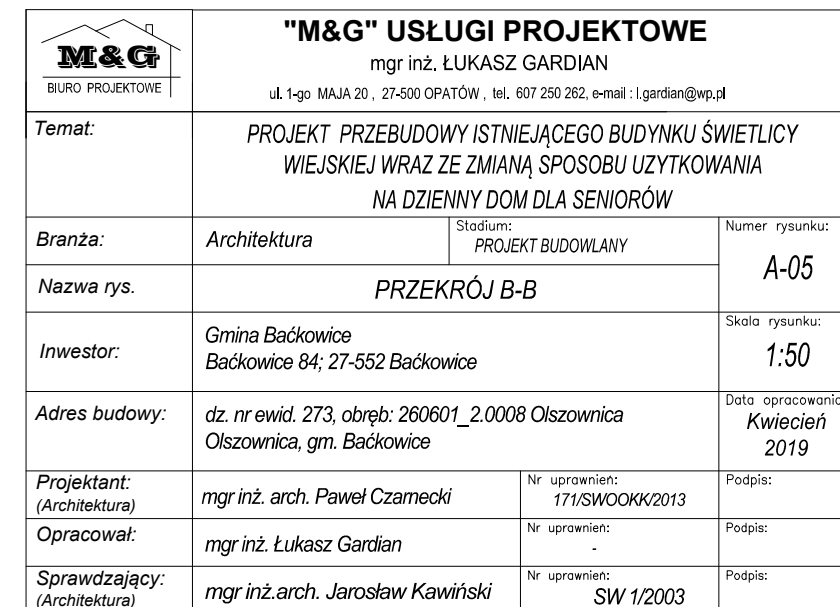 M&G
BIURO PROJEKTOWE
"M&G" USŁUGI PROJEKTOWE
mgr inż. ŁUKASZ GARDIAN
ul. 1-go MAJA 20 , 27-500 OPATÓW , tel. 607 250 262, e-mail : l.gardian@wp.pl
Temat:
PROJEKT PRZEBUDOWY ISTNIEJĄCEGO BUDYNKU ŚWIETLICY
WIEJSKIEJ WRAZ ZE ZMIANĄ SPOSOBU UZYTKOWANIA
NA DZIENNY DOM DLA SENIORÓW
Branża:
Architektura
Stadium:
PROJEKT BUDOWLANY
Numer rysunku:
A-05
Nazwa rys.
PRZEKRÓJ B-B
Inwestor:
Gmina Baćkowice
Baćkowice 84; 27-552 Baćkowice
Skala rysunku:
1:50
Adres budowy:
dz. nr ewid. 273, obręb: 260601_2.0008 Olszownica
Olszownica, gm. Baćkowice
Data opracowania
Kwiecień
2019
Projektant:
(Architektura)
mgr inż. arch. Paweł Czarnecki
Nr uprawnień:
171/SWOOKK/2013
Podpis:
Opracował:
mgr inż. Łukasz Gardian
Nr uprawnień:
-
Podpis:
Sprawdzający:
(Architektura)
mgr inż.arch. Jarosław Kawiński
Nr uprawnień:
SW 1/2003
Podpis: